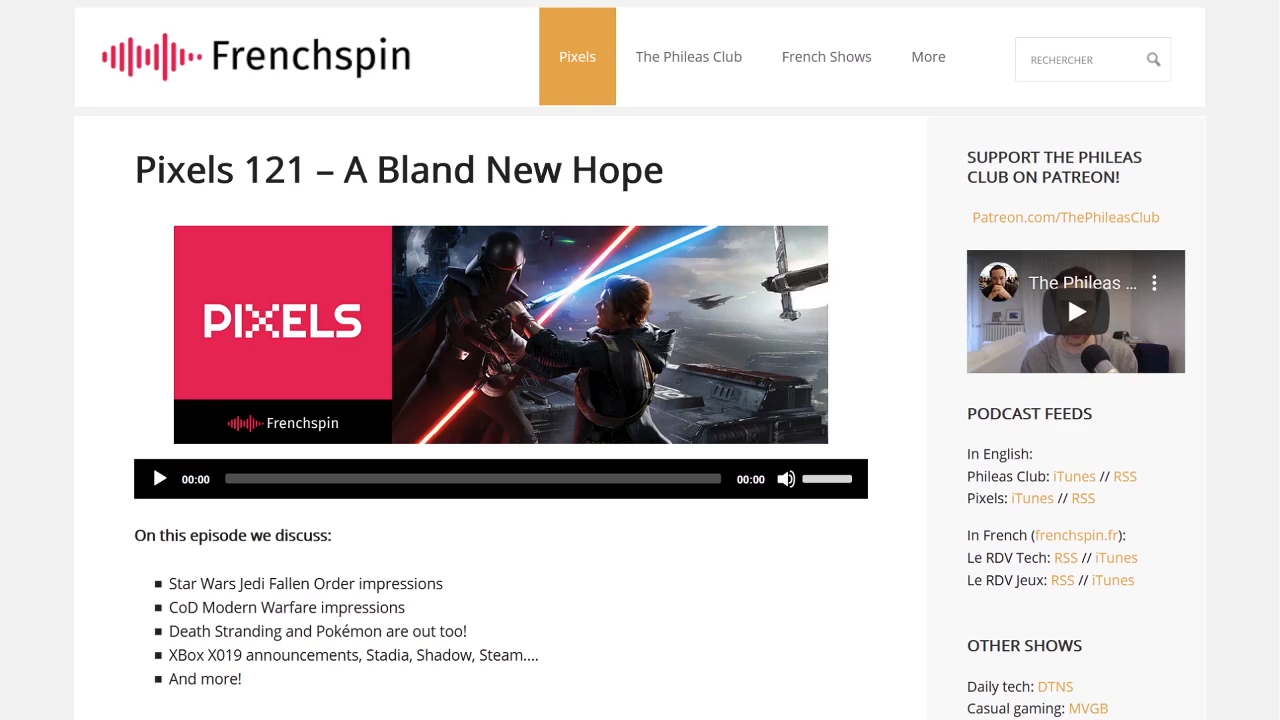 Frenchspin
Pixels
The Phileas Club
French Shows
More
RECHERCHER
Pixels 121 – A Bland New Hope
PIXELS
Frenchspin
00:00
00:00
On this episode we discuss:
Star Wars Jedi Fallen Order impressions
CoD Modern Warfare impressions
Death Stranding and Pokémon are out too!
XBox X019 announcements, Stadia, Shadow, Steam....
And more!
SUPPORT THE PHILEAS
CLUB ON PATREON!
Patreon.com/ThePhileasClub
The Phileas ...
PODCAST FEEDS
In English:
Phileas Club: iTunes // RSS
Pixels: iTunes // RSS
In French (frenchspin.fr):
Le RDV Tech: RSS // iTunes
Le RDV Jeux: RSS // iTunes
OTHER SHOWS
Daily tech: DTNS
Casual gaming: MVGB